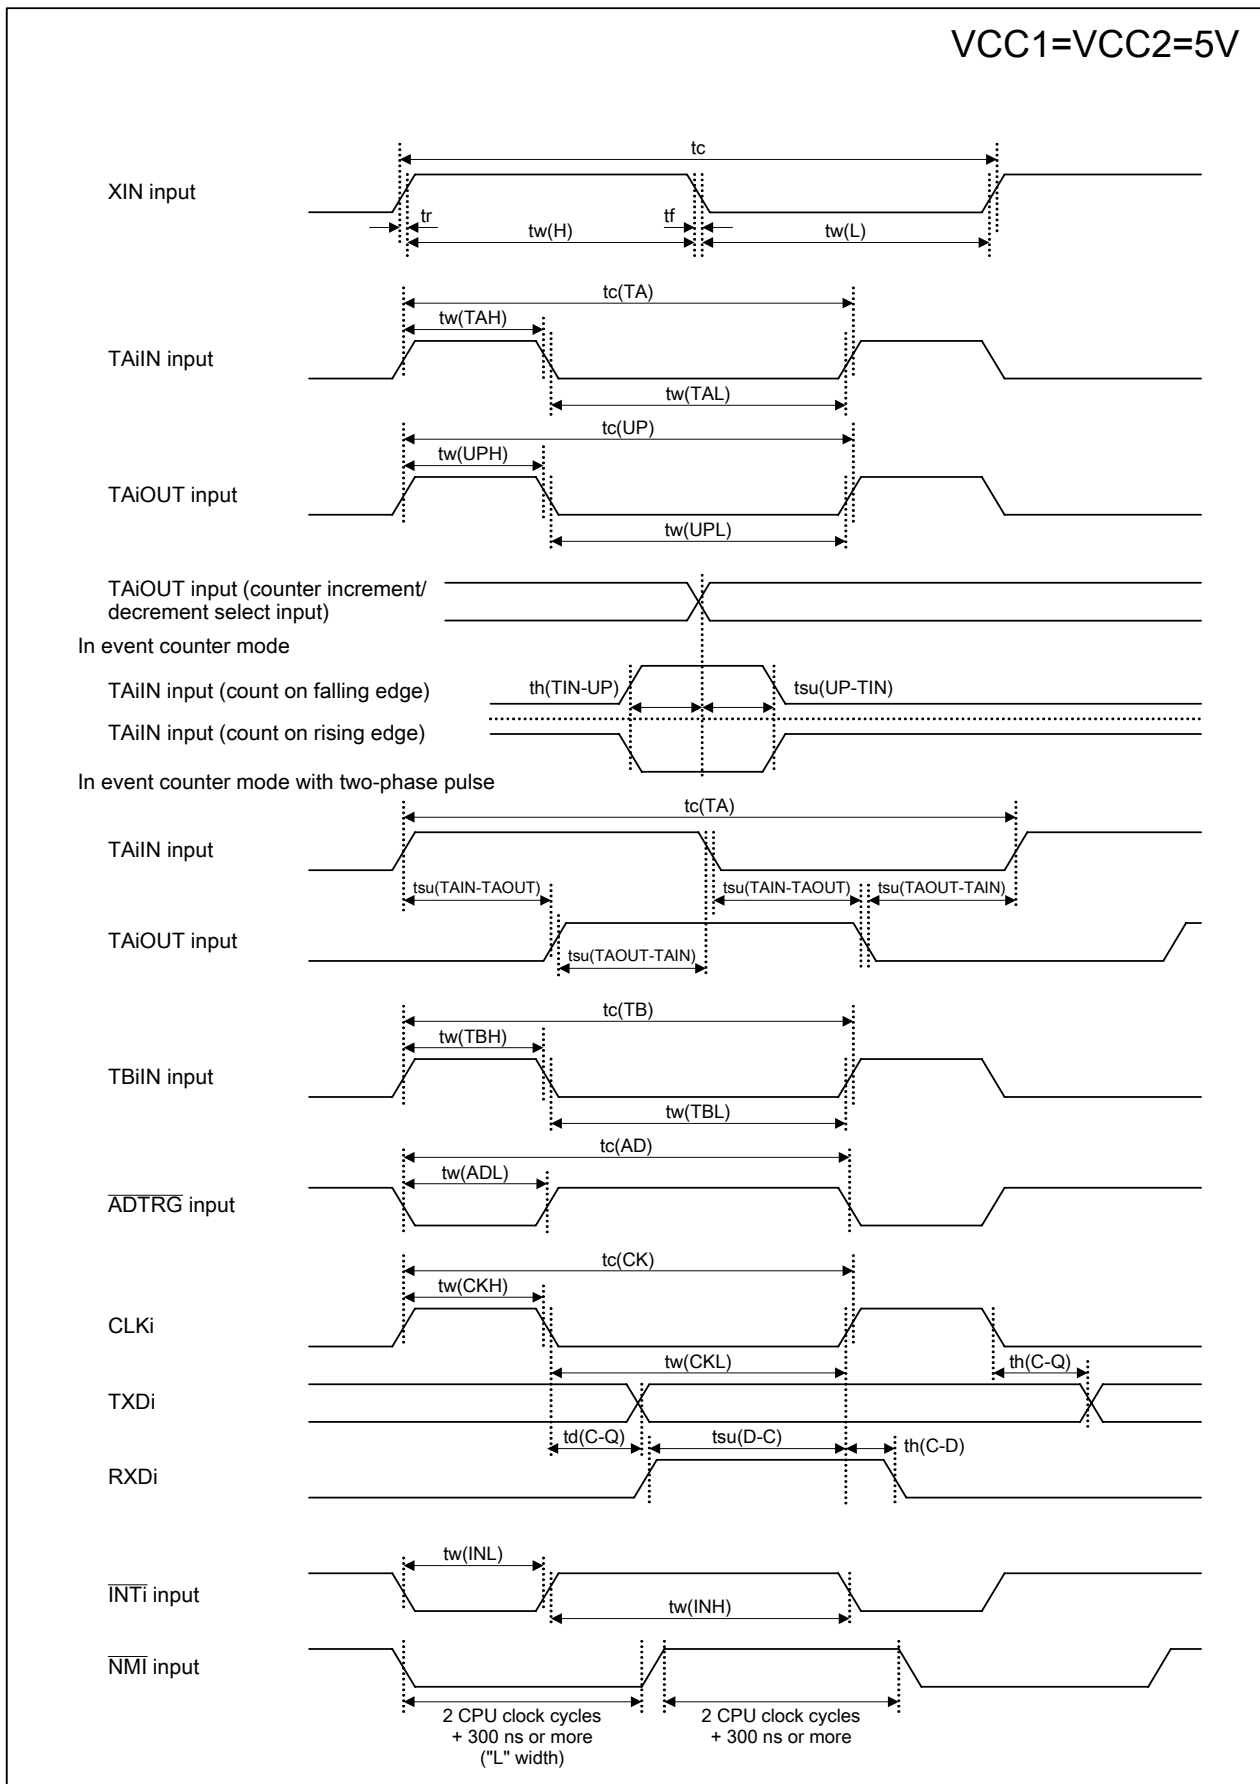 VCC1=VCC2=5V
tc
XIN input
tr
tf
tw(H)
tw(L)
tc(TA)
tw(TAH)
TAiIN input
tw(TAL)
tc(UP)
tw(UPH)
TAiOUT input
tw(UPL)
TAiOUT input (counter increment/
decrement select input)
In event counter mode
TAiIN input (count on falling edge)
th(TIN-UP)
tsu(UP-TIN)
TAiIN input (count on rising edge)
In event counter mode with two-phase pulse
tc(TA)
TAiIN input
tsu(TAIN-TAOUT)
tsu(TAIN-TAOUT)
tsu(TAOUT-TAIN)
TAiOUT input
tsu(TAOUT-TAIN)
tc(TB)
tw(TBH)
TBiIN input
tw(TBL)
tc(AD)
tw(ADL)
ADTRG input
tc(CK)
tw(CKH)
CLKi
tw(CKL)
th(C-Q)
TXDi
td(C-Q)
tsu(D-C)
th(C-D)
RXDi
tw(INL)
INTi input
tw(INH)
NMI input
2 CPU clock cycles
+ 300 ns or more
("L" width)
2 CPU clock cycles
+ 300 ns or more